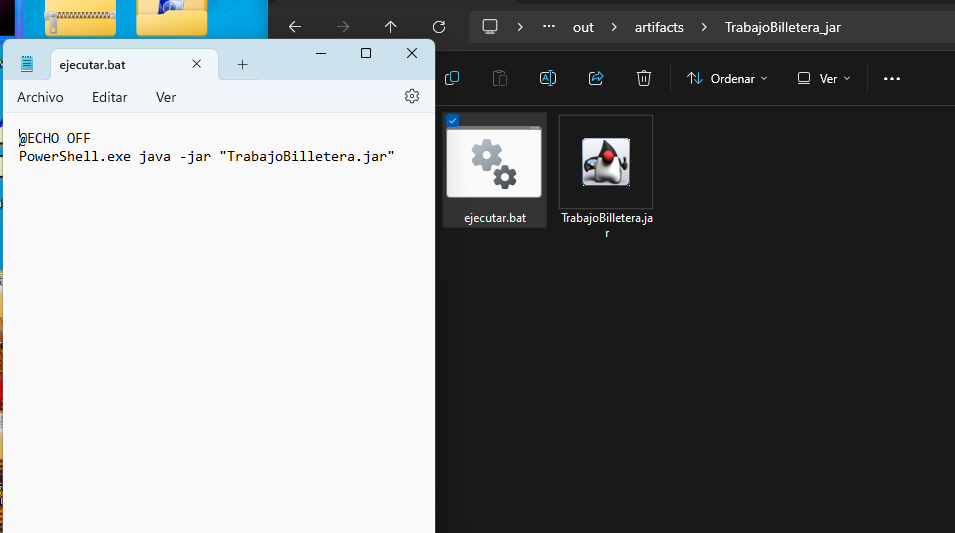 ejecutar.bat
Archivo Editar Ver
@ECHO OFF
PowerShell.exe java -jar "TrabajoBilletera.jar"
out artifacts TrabajoBilletera_jar
Ordenar Ver
ejecutar.bat
TrabajoBilletera.ja
r